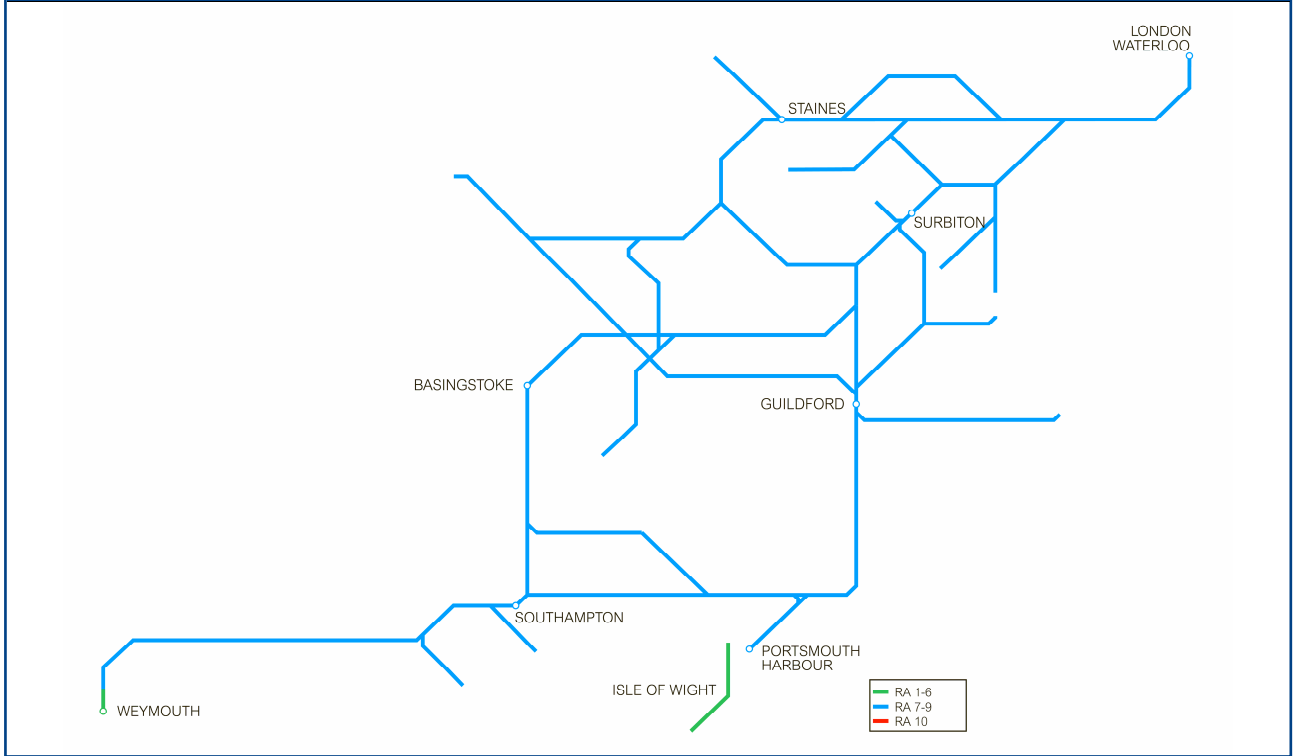 LONDON
WATERLOO
STAINES
SURBITON
BASINGSTOKE
GUILDFORD
SOUTHAMPTON
PORTSMOUTH
HARBOUR
ISLE OF WIGHT
WEYMOUTH
RA 1-6
RA 7-9
RA 10